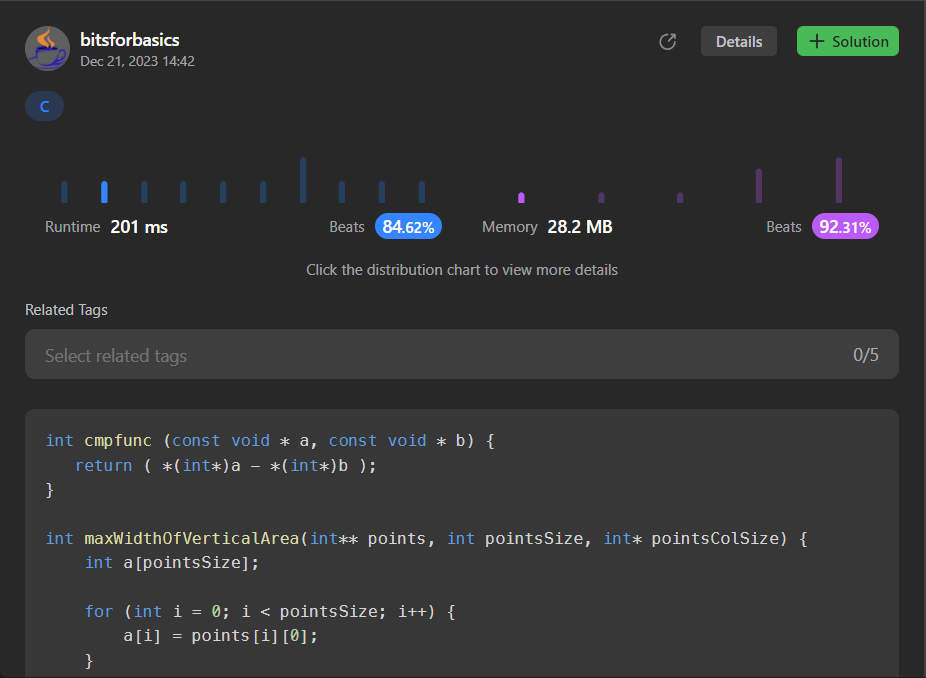 bitsforbasics
Dec 21, 2023 14:42
Details
+ Solution
C
Runtime 201 ms Beats 84.62% Memory 28.2 MB Beats 92.31%
Click the distribution chart to view more details
Related Tags
Select related tags 0/5
int cmpfunc (const void * a, const void * b) {
   return ( *(int*)a - *(int*)b );
}
int maxWidthOfVerticalArea(int** points, int pointsSize, int* pointsColSize) {
    int a[pointsSize];
    for (int i = 0; i < pointsSize; i++) {
        a[i] = points[i][0];
    }